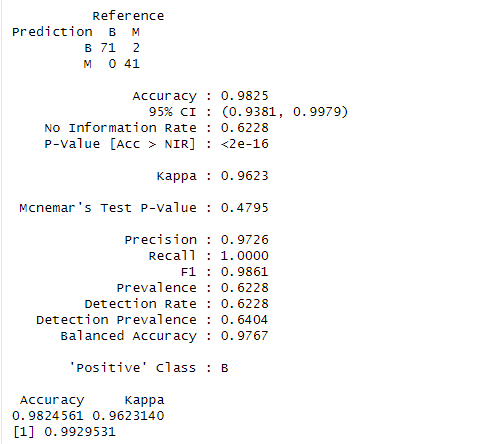 Reference
Prediction B M
B 71 2
M 0 41
Accuracy : 0.9825
95% CI : (0.9381, 0.9979)
No Information Rate : 0.6228
P-Value [Acc > NIR] : <2e-16
Kappa : 0.9623
Mcnemar's Test P-Value : 0.4795
Precision : 0.9726
Recall : 1.0000
F1 : 0.9861
Prevalence : 0.6228
Detection Rate : 0.6228
Detection Prevalence : 0.6404
Balanced Accuracy : 0.9767
'Positive' Class : B
Accuracy Kappa
0.9824561 0.9623140
[1] 0.9929531